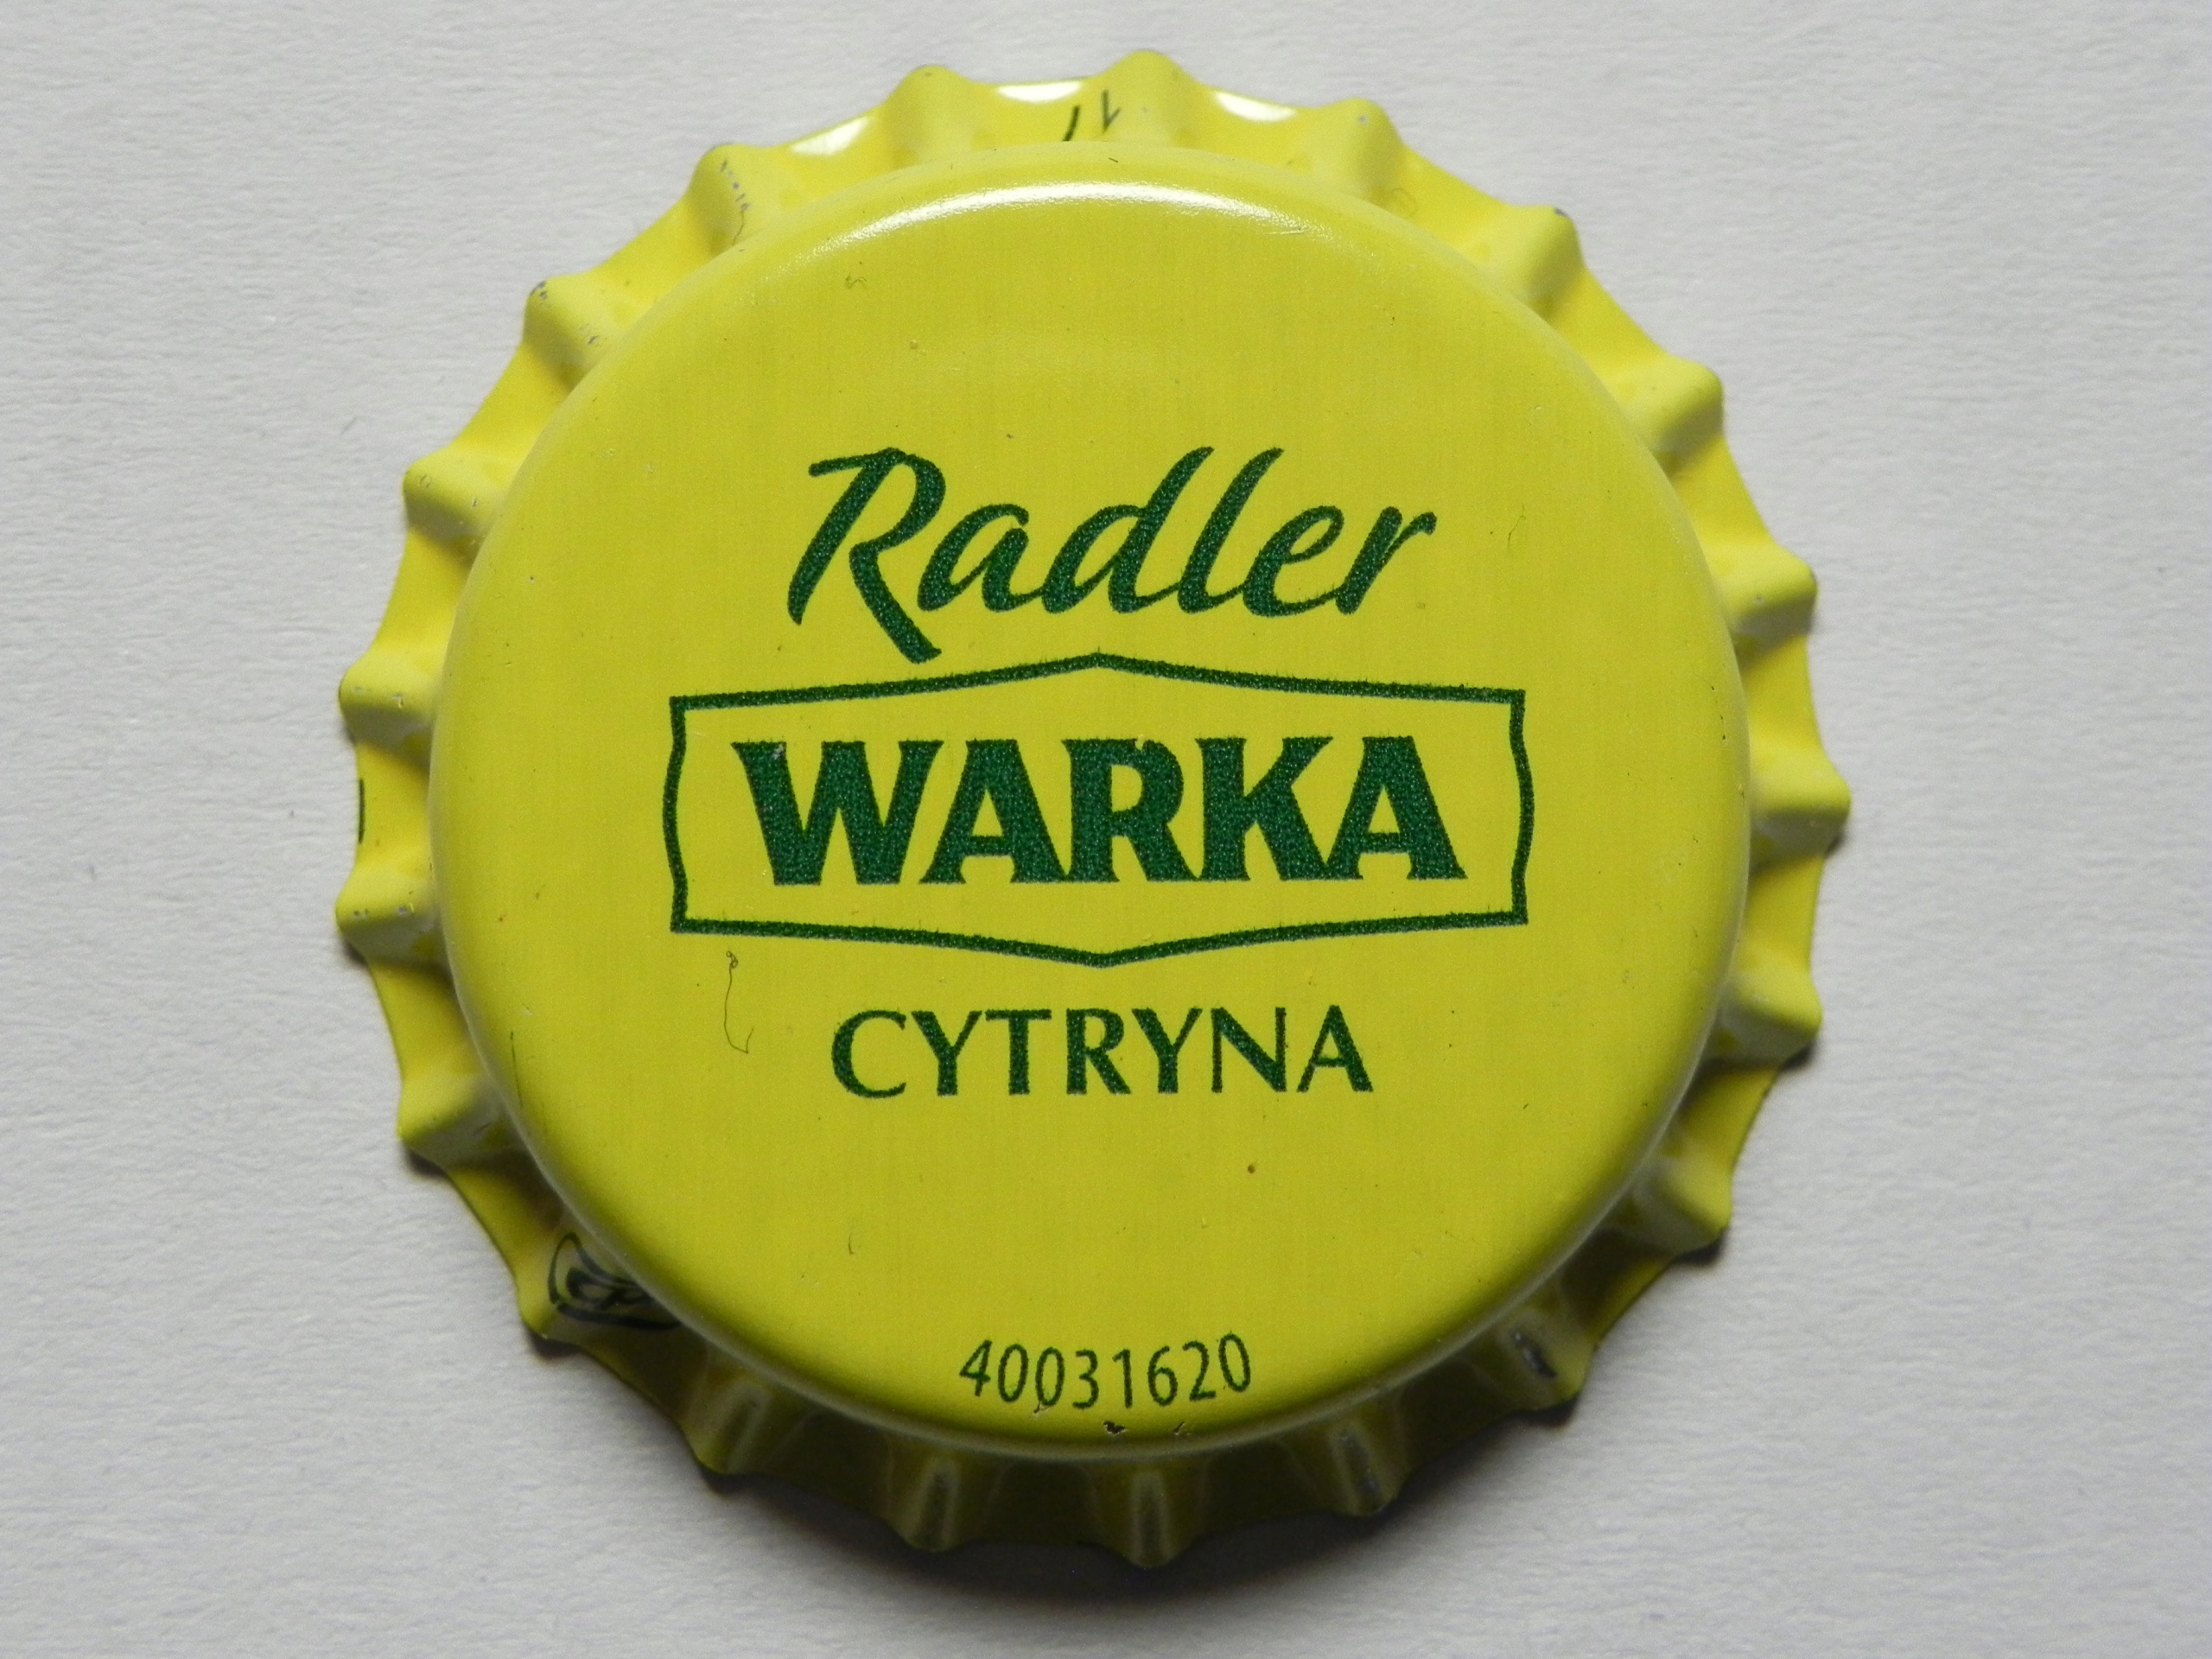 Radler
WARKA
CYTRYNA
40031620